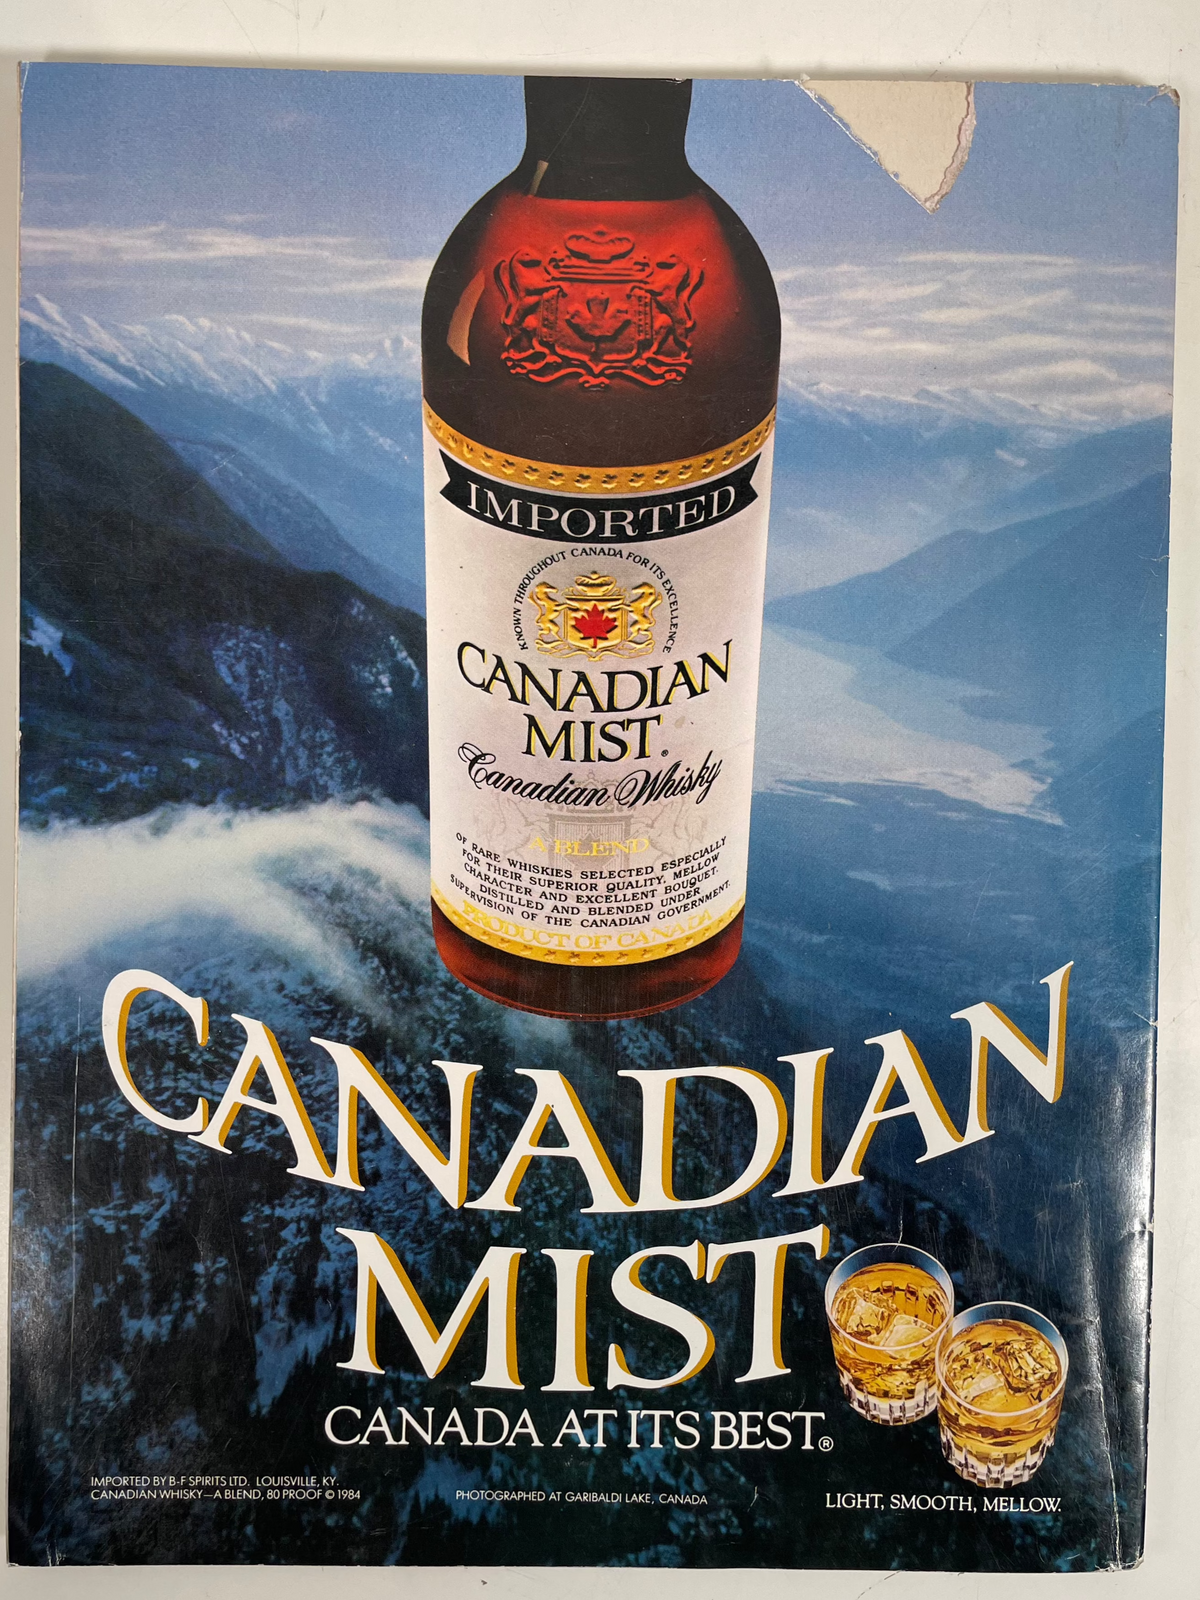 IMPORTED
KNOWN THROUGHOUT CANADA FOR ITS EXCELLENCE
CANADIAN
MIST®
Canadian Whisky
A BLEND
OF RARE WHISKIES SELECTED ESPECIALLY
FOR THEIR SUPERIOR QUALITY, MELLOW
CHARACTER AND EXCELLENT BOUQUET.
DISTILLED AND BLENDED UNDER
SUPERVISION OF THE CANADIAN GOVERNMENT.
PRODUCT OF CANADA
CANADIAN
MIST
CANADA AT ITS BEST®
IMPORTED BY B-F SPIRITS LTD. LOUISVILLE, KY.
CANADIAN WHISKY—A BLEND, 80 PROOF © 1984
PHOTOGRAPHED AT GARIBALDI LAKE, CANADA
LIGHT, SMOOTH, MELLOW.